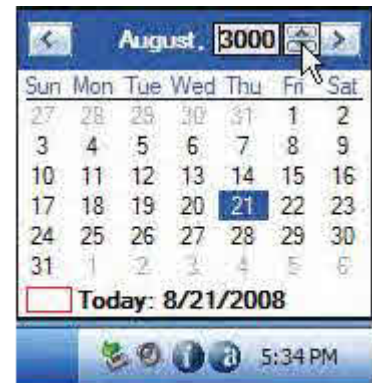 August, 3000
Sun Mon Tue Wed Thu Fri Sat
27 28 29 30 31 1 2
3 4 5 6 7 8 9
10 11 12 13 14 15 16
17 18 19 20 21 22 23
24 25 26 27 28 29 30
31 1 2 3 4 5 6
Today: 8/21/2008
5:34 PM